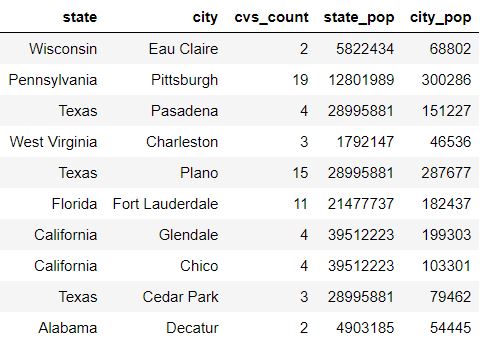 state city cvs_count state_pop city_pop
Wisconsin Eau Claire 2 5822434 68802
Pennsylvania Pittsburgh 19 12801989 300286
Texas Pasadena 4 28995881 151227
West Virginia Charleston 3 1792147 46536
Texas Plano 15 28995881 287677
Florida Fort Lauderdale 11 21477737 182437
California Glendale 4 39512223 199303
California Chico 4 39512223 103301
Texas Cedar Park 3 28995881 79462
Alabama Decatur 2 4903185 54445